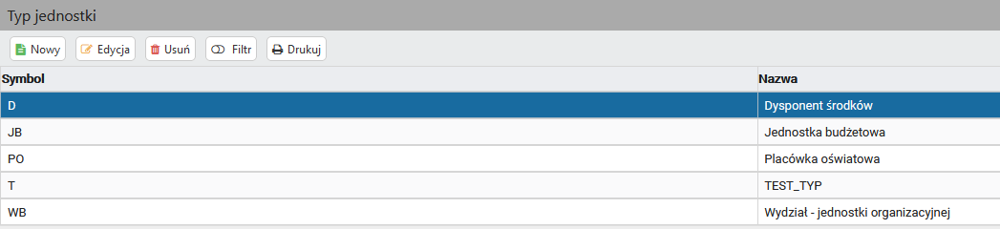 Typ jednostki
Nowy Edycja Usuń Filtr Drukuj
Symbol Nazwa
D Dysponent środków
JB Jednostka budżetowa
PO Placówka oświatowa
T TEST_TYP
WB Wydział - jednostki organizacyjnej